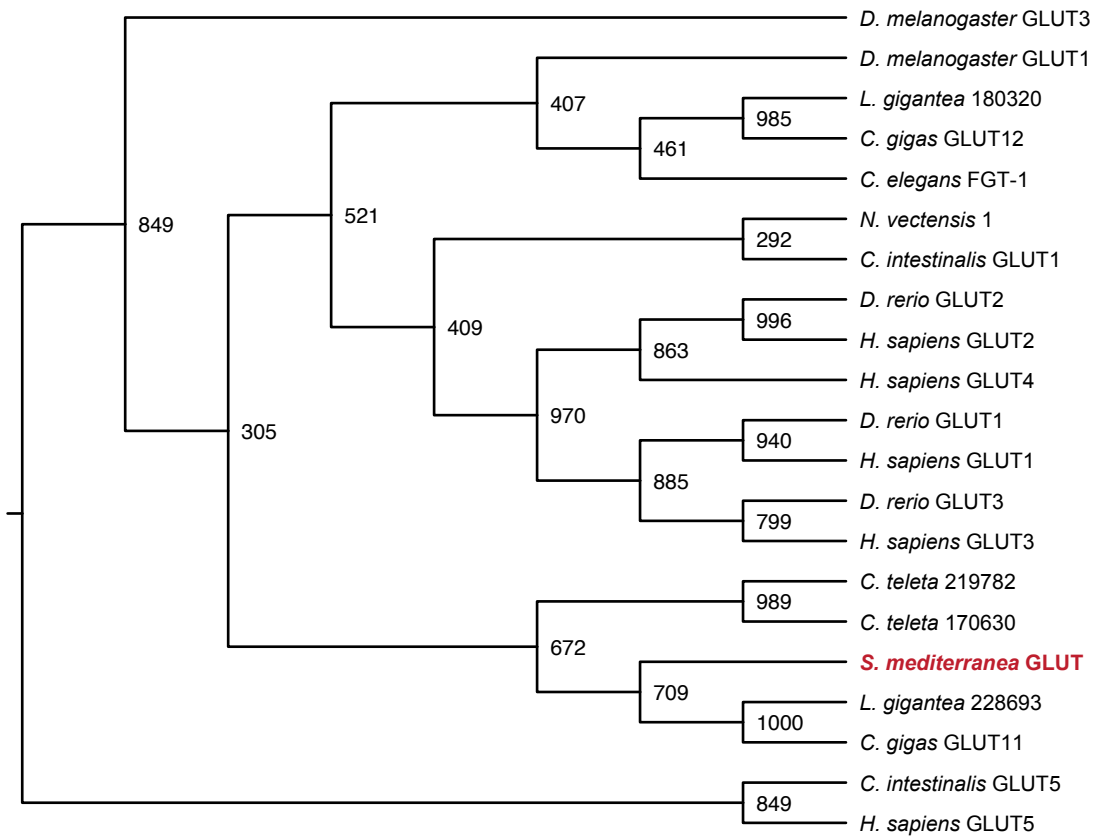 D. melanogaster GLUT3
D. melanogaster GLUT1
407
L. gigantea 180320
985
C. gigas GLUT12
461
C. elegans FGT-1
849
521
N. vectensis 1
292
C. intestinalis GLUT1
409
D. rerio GLUT2
996
H. sapiens GLUT2
863
H. sapiens GLUT4
970
305
D. rerio GLUT1
940
H. sapiens GLUT1
885
D. rerio GLUT3
799
H. sapiens GLUT3
C. teleta 219782
989
C. teleta 170630
672
S. mediterranea GLUT
709
L. gigantea 228693
1000
C. gigas GLUT11
C. intestinalis GLUT5
849
H. sapiens GLUT5